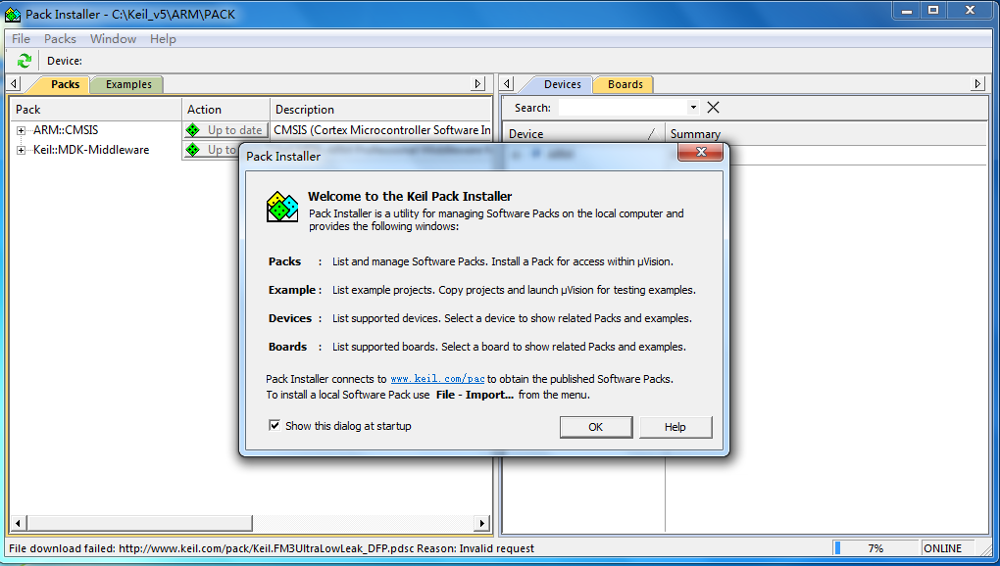 Pack Installer - C:\Keil_v5\ARM\PACK
File Packs Window Help
Device:
Packs Examples
Devices Boards
Search:
Pack Action Description
Device Summary
ARM::CMSIS Up to date CMSIS (Cortex Microcontroller Software In
Keil::MDK-Middleware Up to
Pack Installer
Welcome to the Keil Pack Installer
Pack Installer is a utility for managing Software Packs on the local computer and
provides the following windows:
Packs : List and manage Software Packs. Install a Pack for access within µVision.
Example : List example projects. Copy projects and launch µVision for testing examples.
Devices : List supported devices. Select a device to show related Packs and examples.
Boards : List supported boards. Select a board to show related Packs and examples.
Pack Installer connects to www.keil.com/pac to obtain the published Software Packs.
To install a local Software Pack use File - Import... from the menu.
Show this dialog at startup
OK Help
File download failed: http://www.keil.com/pack/Keil.FM3UltraLowLeak_DFP.pdsc Reason: Invalid request
7% ONLINE